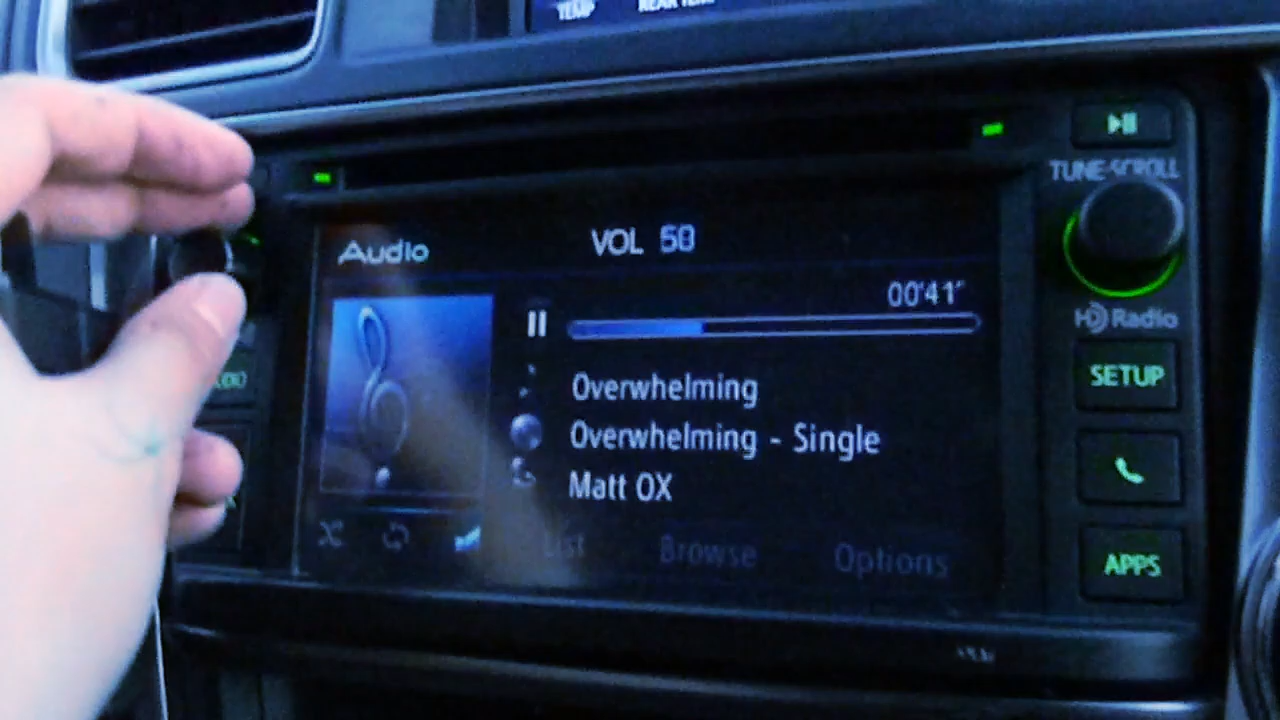 TEMP
REAR TEMP
TUNE·SCROLL
Audio
VOL
00'41"
HD Radio
Overwhelming
SETUP
Overwhelming - Single
Matt OX
List
Browse
Options
APPS